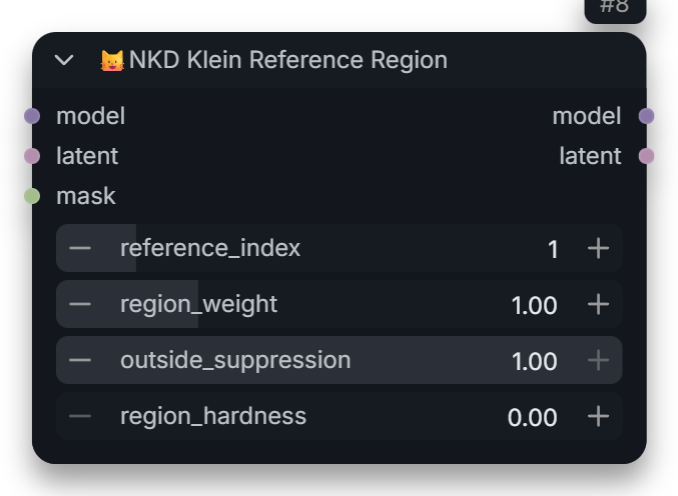 #8
NKD Klein Reference Region
model model
latent latent
mask
reference_index 1
region_weight 1.00
outside_suppression 1.00
region_hardness 0.00